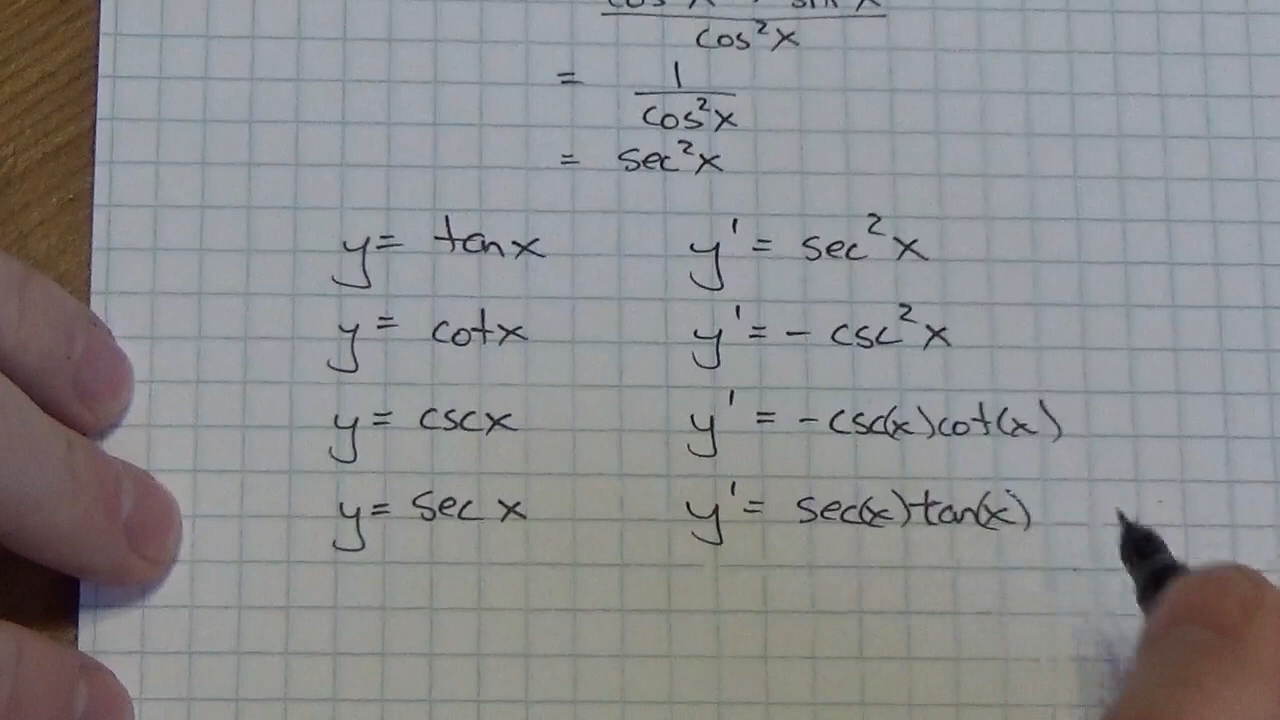 cos²x
= 1
cos²x
= sec²x
y = tanx y' = sec²x
y = cotx y' = - csc²x
y = cscx y' = -csc(x)cot(x)
y = sec x y' = sec(x)tan(x)